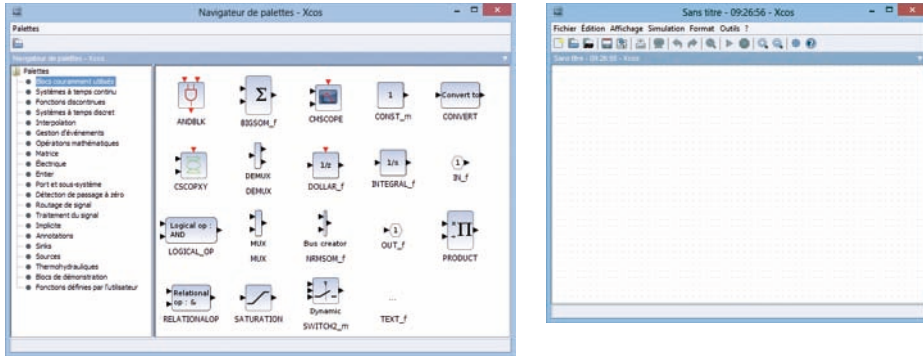 Navigateur de palettes - Xcos
Palettes
Navigateur de palettes - Xcos
Palettes
Blocs couramment utilisés
Systèmes à temps continu
Fonctions discontinues
Systèmes à temps discret
Interpolation
Gestion d'événements
Opérations mathématiques
Matrice
Électrique
Entier
Port et sous-système
Détection de passage à zéro
Routage de signal
Traitement du signal
Implicite
Annotations
Sinks
Sources
Thermohydrauliques
Blocs de démonstration
Fonctions définies par l'utilisateur
Σ
1
Convert to
ANDBLK
BIGSOM_f
CMSCOPE
CONST_m
CONVERT
1/z
1/s
1
CSCOPXY
DEMUX
DEMUX
DOLLAR_f
INTEGRAL_f
IN_f
Logical op :
AND
1
Π
LOGICAL_OP
MUX
MUX
Bus creator
NRMSOM_f
OUT_f
PRODUCT
Relational
op : &
...
RELATIONALOP
SATURATION
Dynamic
SWITCH2_m
TEXT_f
Sans titre - 09:26:56 - Xcos
Fichier Édition Affichage Simulation Format Outils ?
Sans titre - 09:26:56 - Xcos